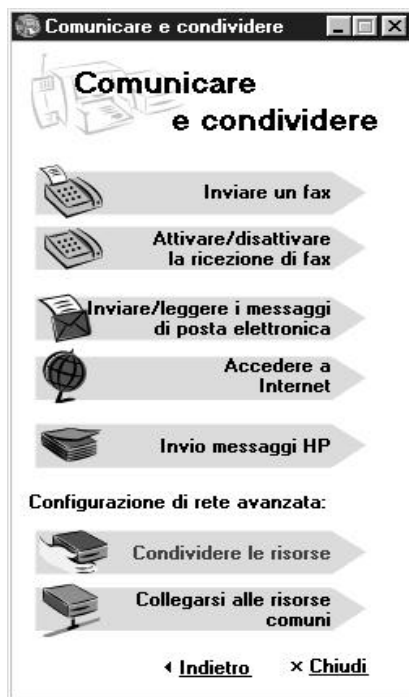 Comunicare e condividere
Comunicare
e condividere
Inviare un fax
Attivare/disattivare
la ricezione di fax
Inviare/leggere i messaggi
di posta elettronica
Accedere a
Internet
Invio messaggi HP
Configurazione di rete avanzata:
Condividere le risorse
Collegarsi alle risorse
comuni
Indietro × Chiudi